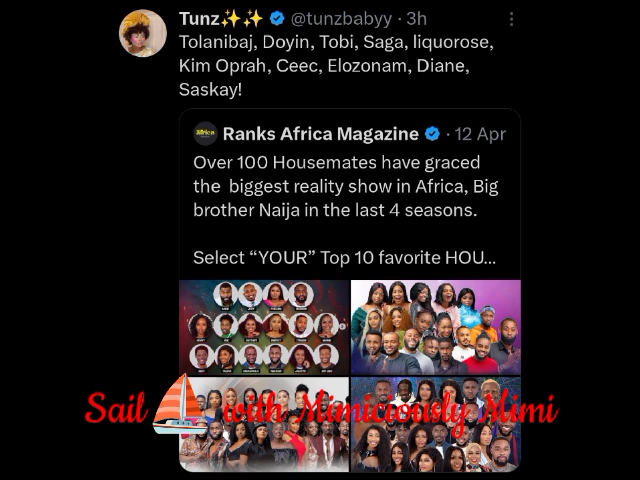 Tunz✨✨ @tunzbabyy · 3h
Tolanibaj, Doyin, Tobi, Saga, liquorose,
Kim Oprah, Ceec, Elozonam, Diane,
Saskay!
Ranks Africa Magazine · 12 Apr
Over 100 Housemates have graced
the biggest reality show in Africa, Big
brother Naija in the last 4 seasons.
Select “YOUR” Top 10 favorite HOU...
Sail with Mimiciously Mimi